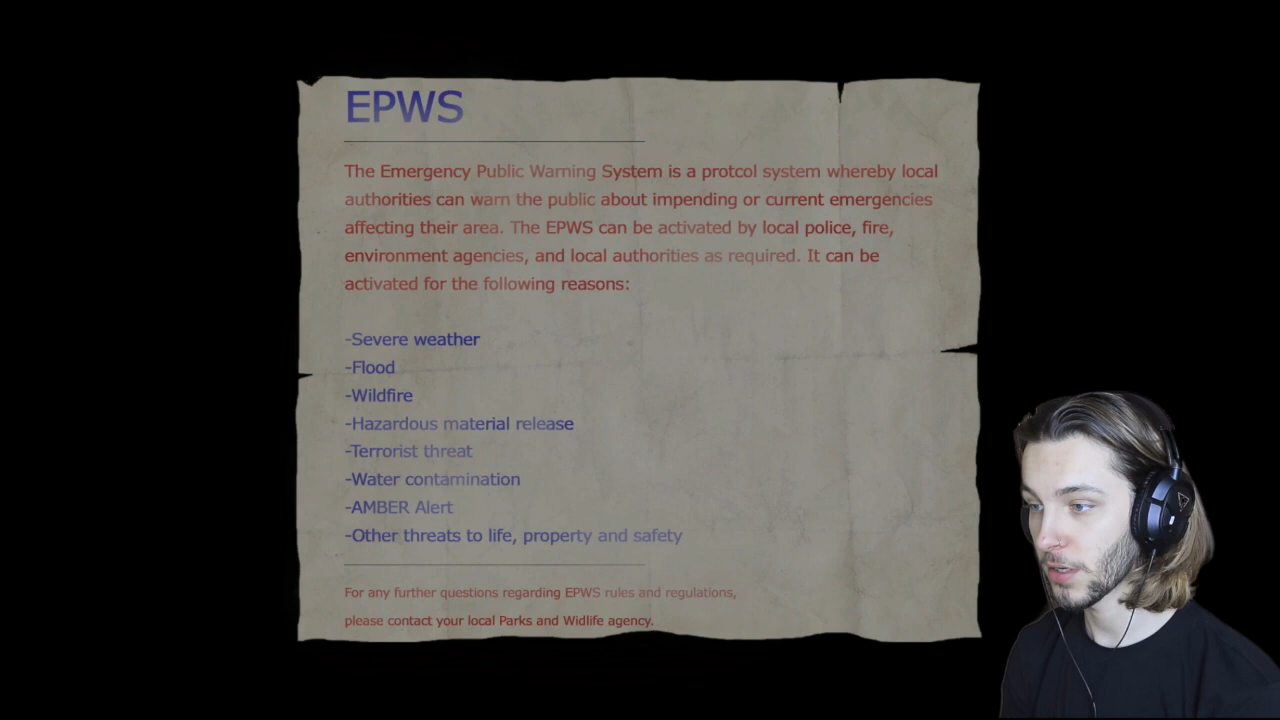 EPWS
The Emergency Public Warning System is a protcol system whereby local
authorities can warn the public about impending or current emergencies
affecting their area. The EPWS can be activated by local police, fire,
environment agencies, and local authorities as required. It can be
activated for the following reasons:
-Severe weather
-Flood
-Wildfire
-Hazardous material release
-Terrorist threat
-Water contamination
-AMBER Alert
-Other threats to life, property and safety
For any further questions regarding EPWS rules and regulations,
please contact your local Parks and Widlife agency.